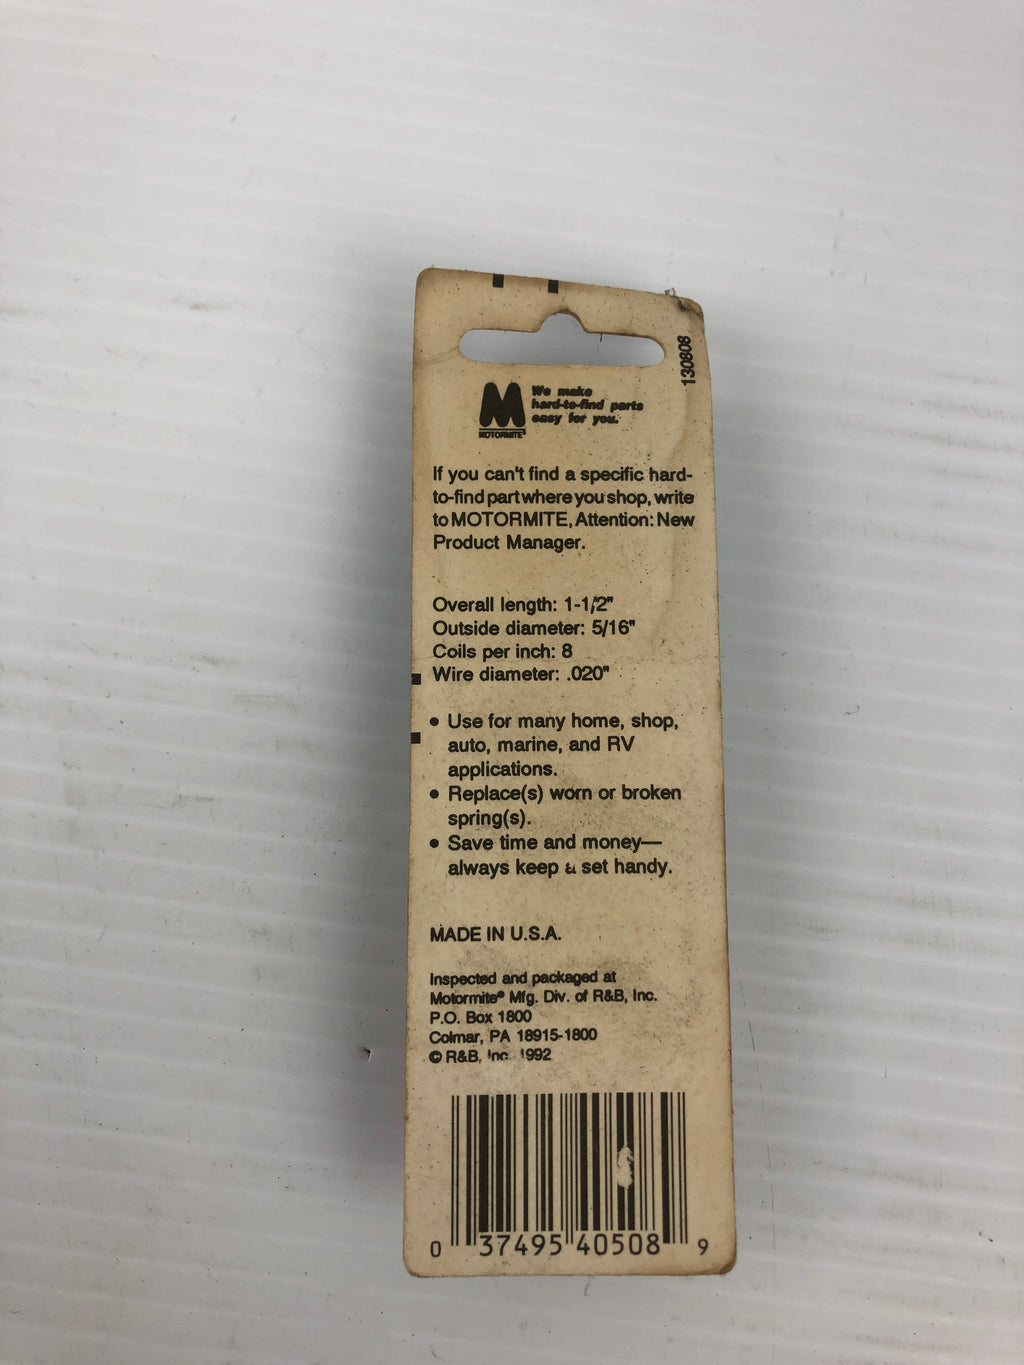 130808
M
We make
hard-to-find parts
easy for you.
MOTORMITE®
If you can't find a specific hard-
to-find part where you shop, write
to MOTORMITE, Attention: New
Product Manager.
Overall length: 1-1/2"
Outside diameter: 5/16"
Coils per inch: 8
Wire diameter: .020"
• Use for many home, shop,
auto, marine, and RV
applications.
• Replace(s) worn or broken
spring(s).
• Save time and money—
always keep a set handy.
MADE IN U.S.A.
Inspected and packaged at
Motormite® Mfg. Div. of R&B, Inc.
P.O. Box 1800
Colmar, PA 18915-1800
© R&B, Inc. 1992
0 37495 40508 9